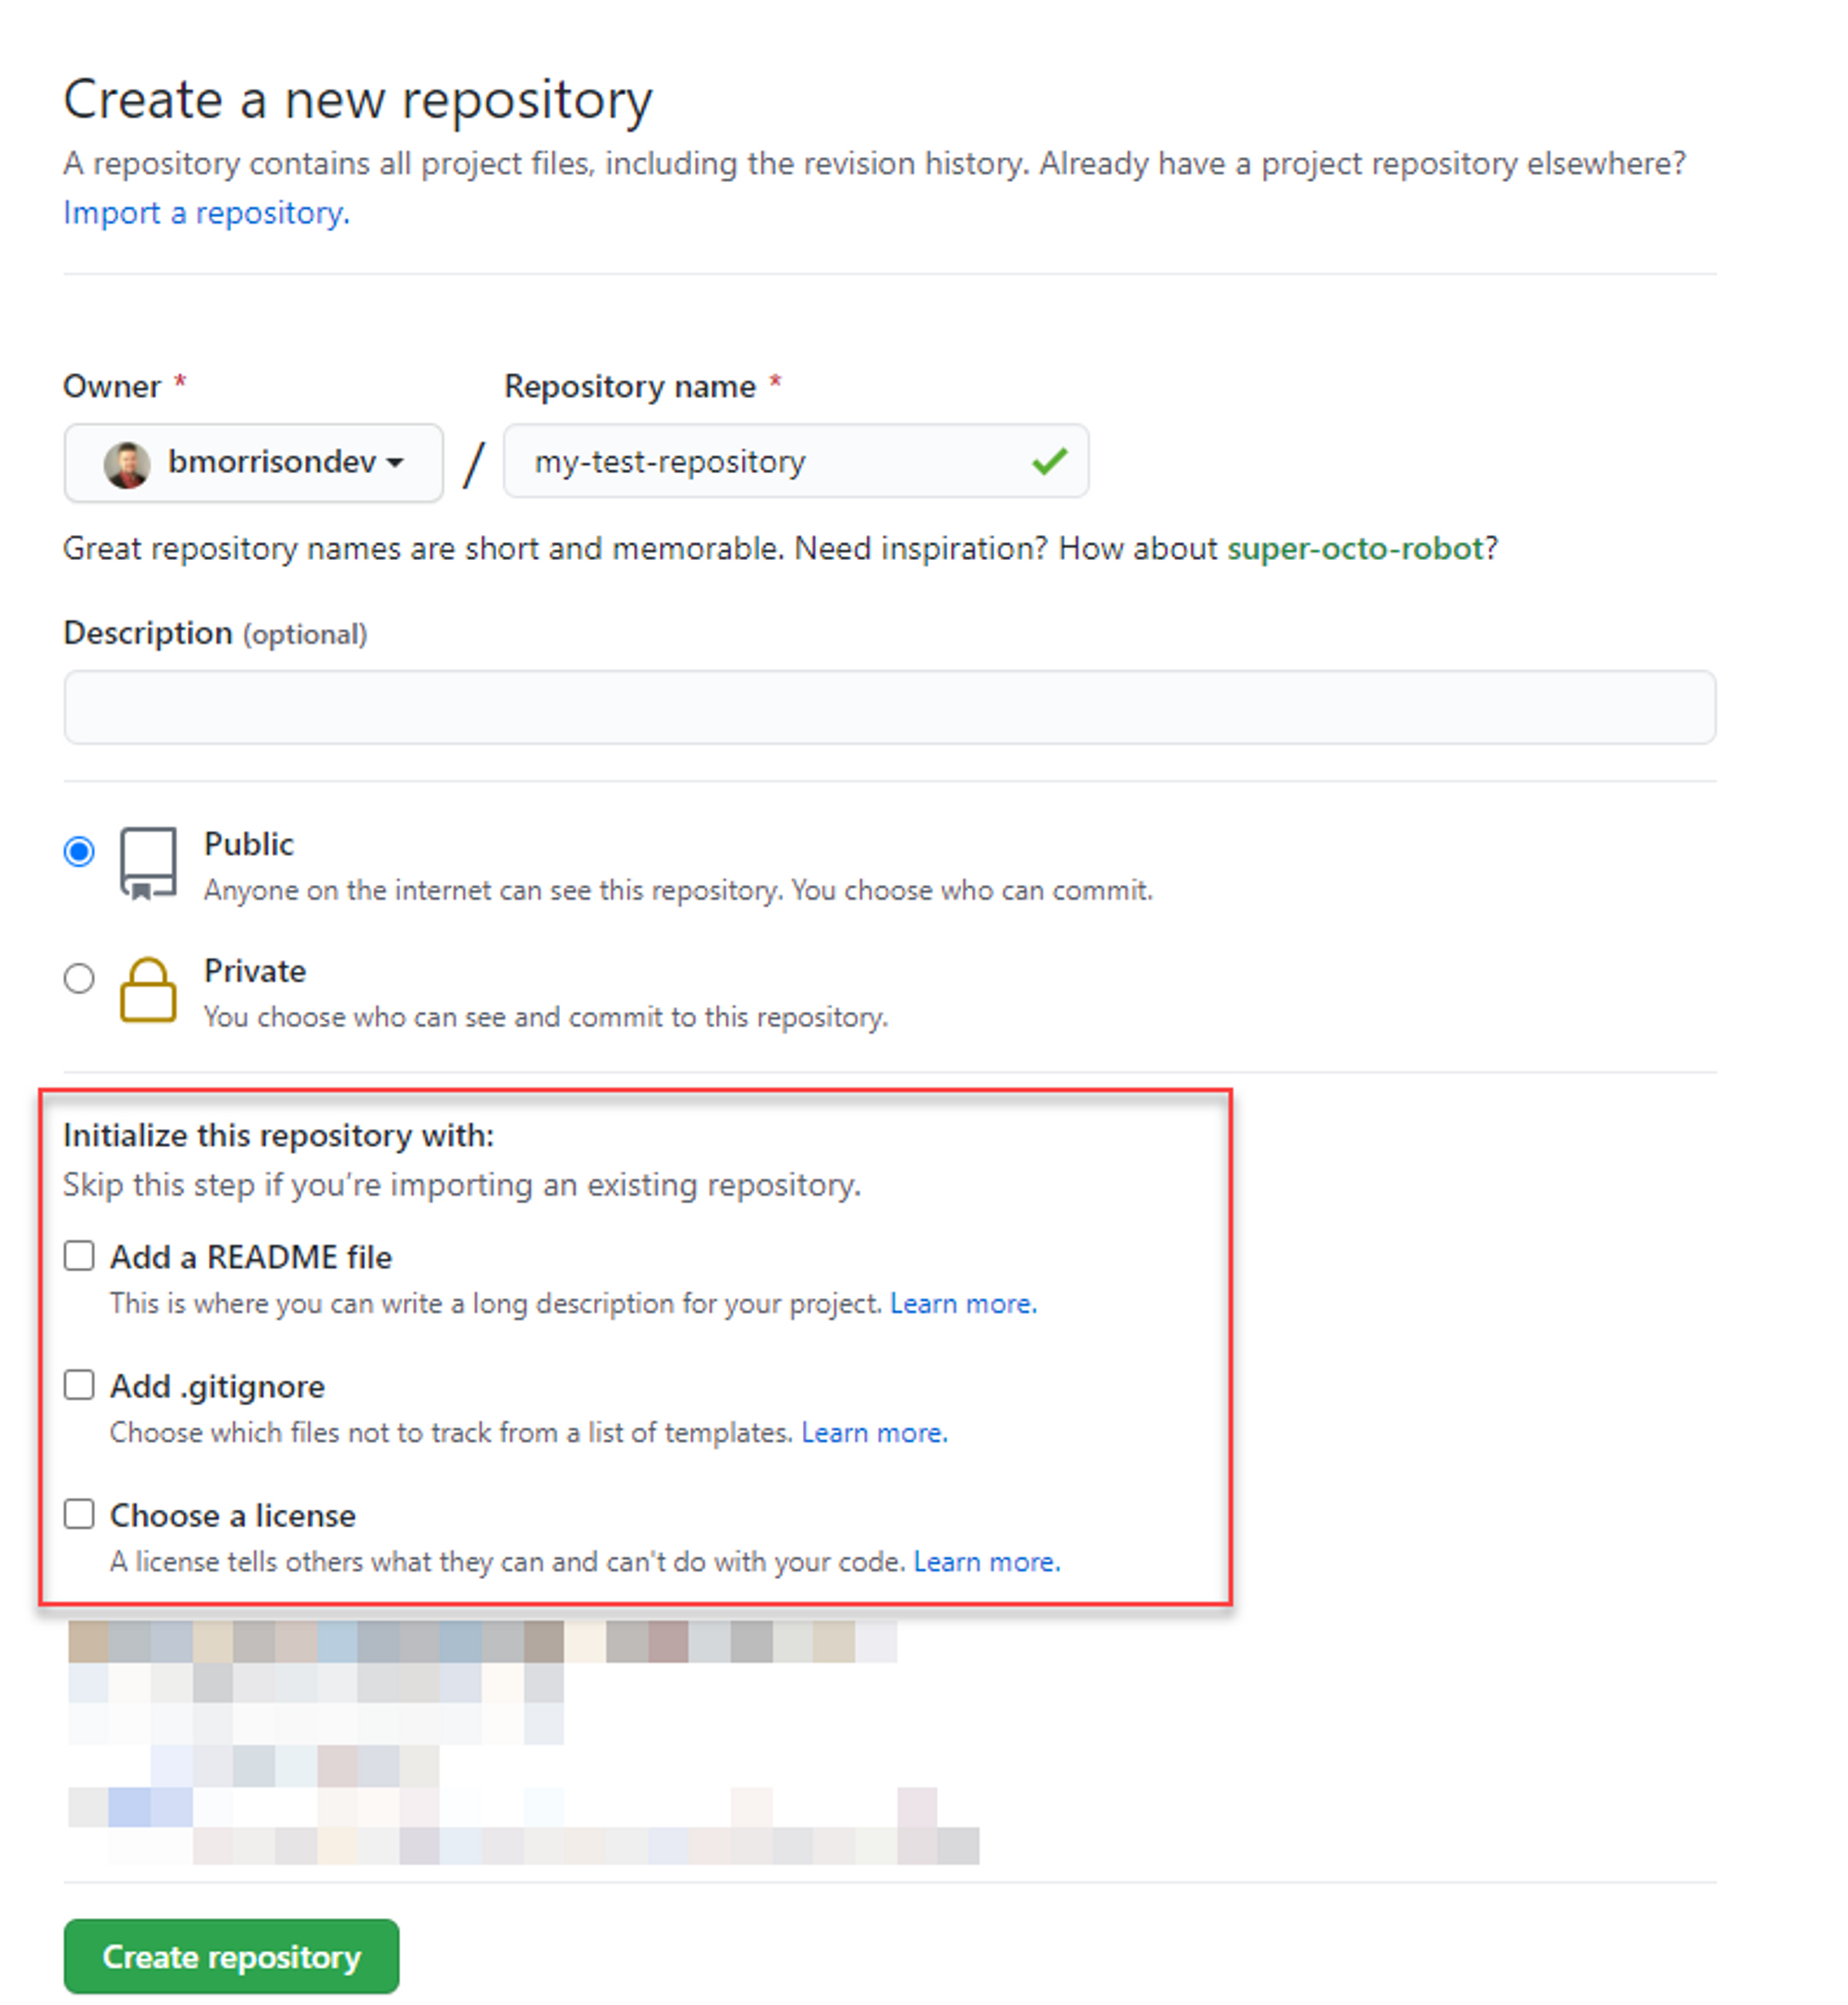 Create a new repository
A repository contains all project files, including the revision history. Already have a project repository elsewhere?
Import a repository.
Owner * Repository name *
bmorrisondev / my-test-repository
Great repository names are short and memorable. Need inspiration? How about super-octo-robot?
Description (optional)
Public
Anyone on the internet can see this repository. You choose who can commit.
Private
You choose who can see and commit to this repository.
Initialize this repository with:
Skip this step if you’re importing an existing repository.
Add a README file
This is where you can write a long description for your project. Learn more.
Add .gitignore
Choose which files not to track from a list of templates. Learn more.
Choose a license
A license tells others what they can and can't do with your code. Learn more.
Create repository